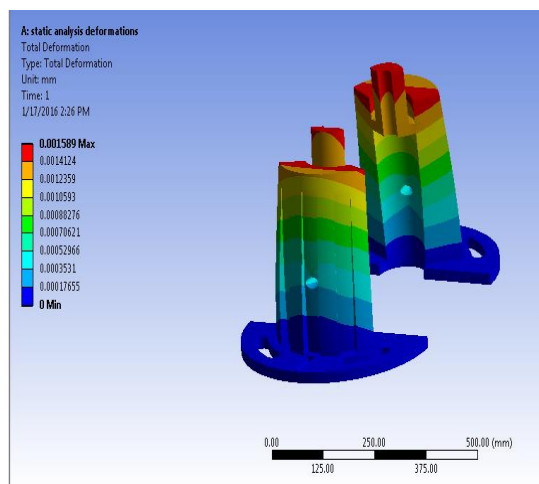 A: static analysis deformations
Total Deformation
Type: Total Deformation
Unit: mm
Time: 1
1/17/2016 2:26 PM
0.001589 Max
0.0014124
0.0012359
0.0010593
0.00088276
0.00070621
0.00052966
0.0003531
0.00017655
0 Min
0.00 250.00 500.00 (mm)
125.00 375.00